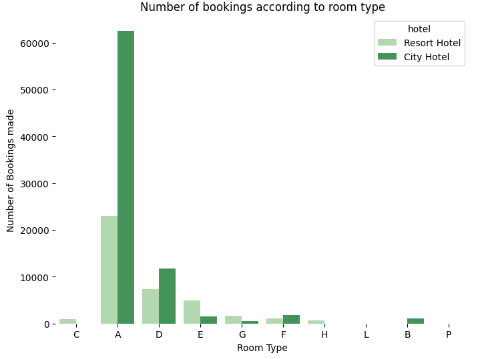 Number of bookings according to room type
hotel
Resort Hotel
City Hotel
Number of Bookings made
60000
50000
40000
30000
20000
10000
0
C A D E G F H L B P
Room Type